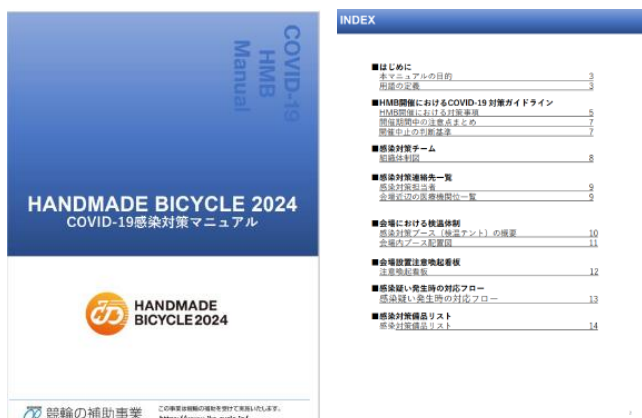 COVID-19
HMB
Manual
HANDMADE BICYCLE 2024
COVID-19感染対策マニュアル
HANDMADE
BICYCLE2024
競輪の補助事業
この事業は競輪の補助を受けて実施いたします。
INDEX
■はじめに
本マニュアルの目的 3
用語の定義 3
■HMB開催におけるCOVID-19 対策ガイドライン
HMB開催における対策事項 5
開催期間中の注意点まとめ 7
開催中止の判断基準 7
■感染対策チーム
組織体制図 8
■感染対策連絡先一覧
感染対策担当者 9
会場近辺の医療機関位一覧 9
■会場における検温体制
感染対策ブース（検温テント）の概要 10
会場内ブース配置図 11
■会場設置注意喚起看板
注意喚起看板 12
■感染疑い発生時の対応フロー
感染疑い発生時の対応フロー 13
■感染対策備品リスト
感染対策備品リスト 14